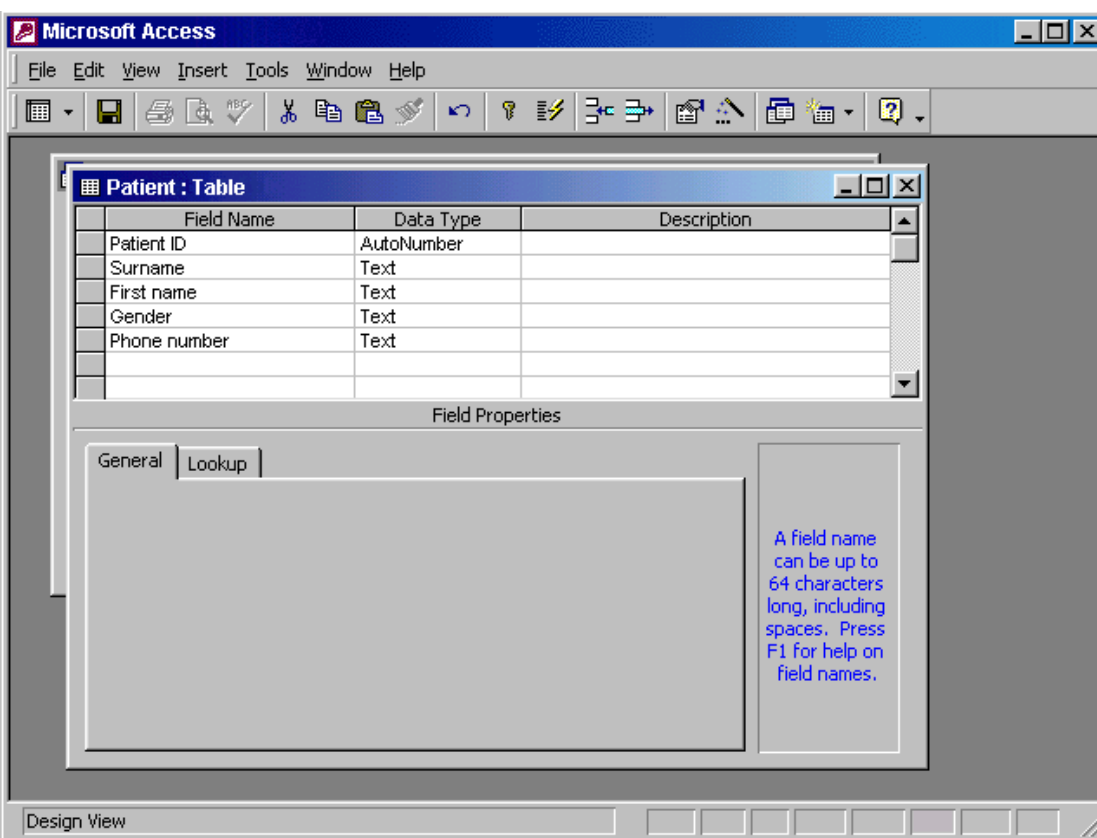 Microsoft Access
File Edit View Insert Tools Window Help
ABC
Patient : Table
Field Name Data Type Description
Patient ID AutoNumber
Surname Text
First name Text
Gender Text
Phone number Text
Field Properties
General Lookup
A field name
can be up to
64 characters
long, including
spaces. Press
F1 for help on
field names.
Design View